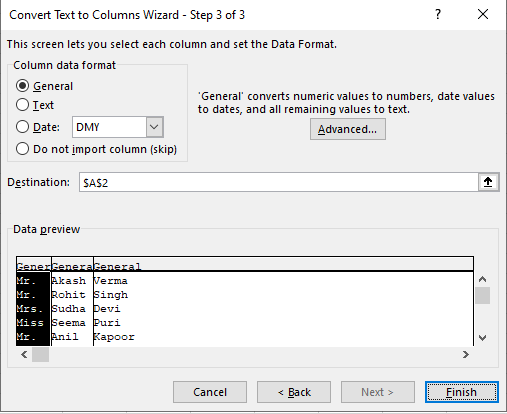 Convert Text to Columns Wizard - Step 3 of 3
? ×
This screen lets you select each column and set the Data Format.
Column data format
General
Text
Date: DMY
Do not import column (skip)
'General' converts numeric values to numbers, date values
to dates, and all remaining values to text.
Advanced...
Destination: $A$2
Data preview
Gener Genera General
Mr. Akash Verma
Mr. Rohit Singh
Mrs. Sudha Devi
Miss Seema Puri
Mr. Anil Kapoor
Cancel < Back Next > Finish